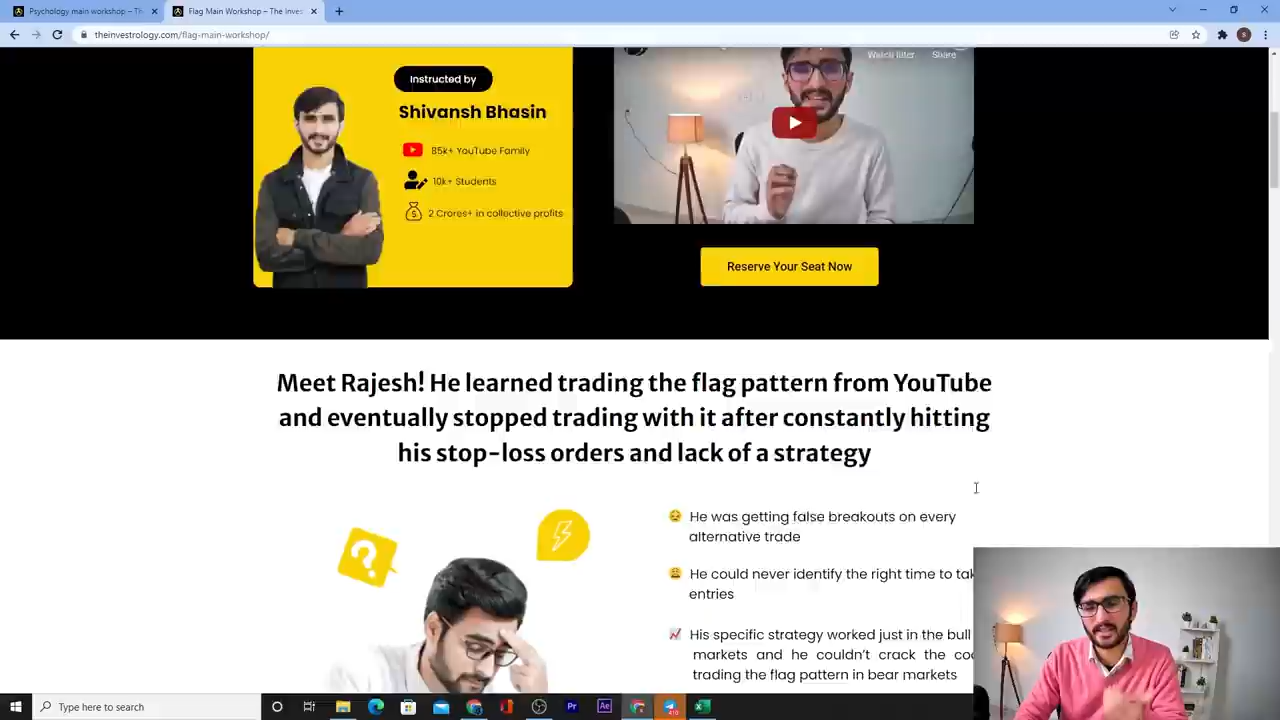 Psychology main workshop – Th
Flag Main Workshop – The Inves
theinvestrology.com/flag-main-workshop/
Instructed by
Shivansh Bhasin
85k+ YouTube Family
10k+ Students
2 Crores+ in collective profits
Watch later
Share
Reserve Your Seat Now
Meet Rajesh! He learned trading the flag pattern from YouTube
and eventually stopped trading with it after constantly hitting
his stop-loss orders and lack of a strategy
He was getting false breakouts on every
alternative trade
He could never identify the right time to tak
entries
His specific strategy worked just in the bull
markets and he couldn't crack the co
trading the flag pattern in bear markets
Type here to search